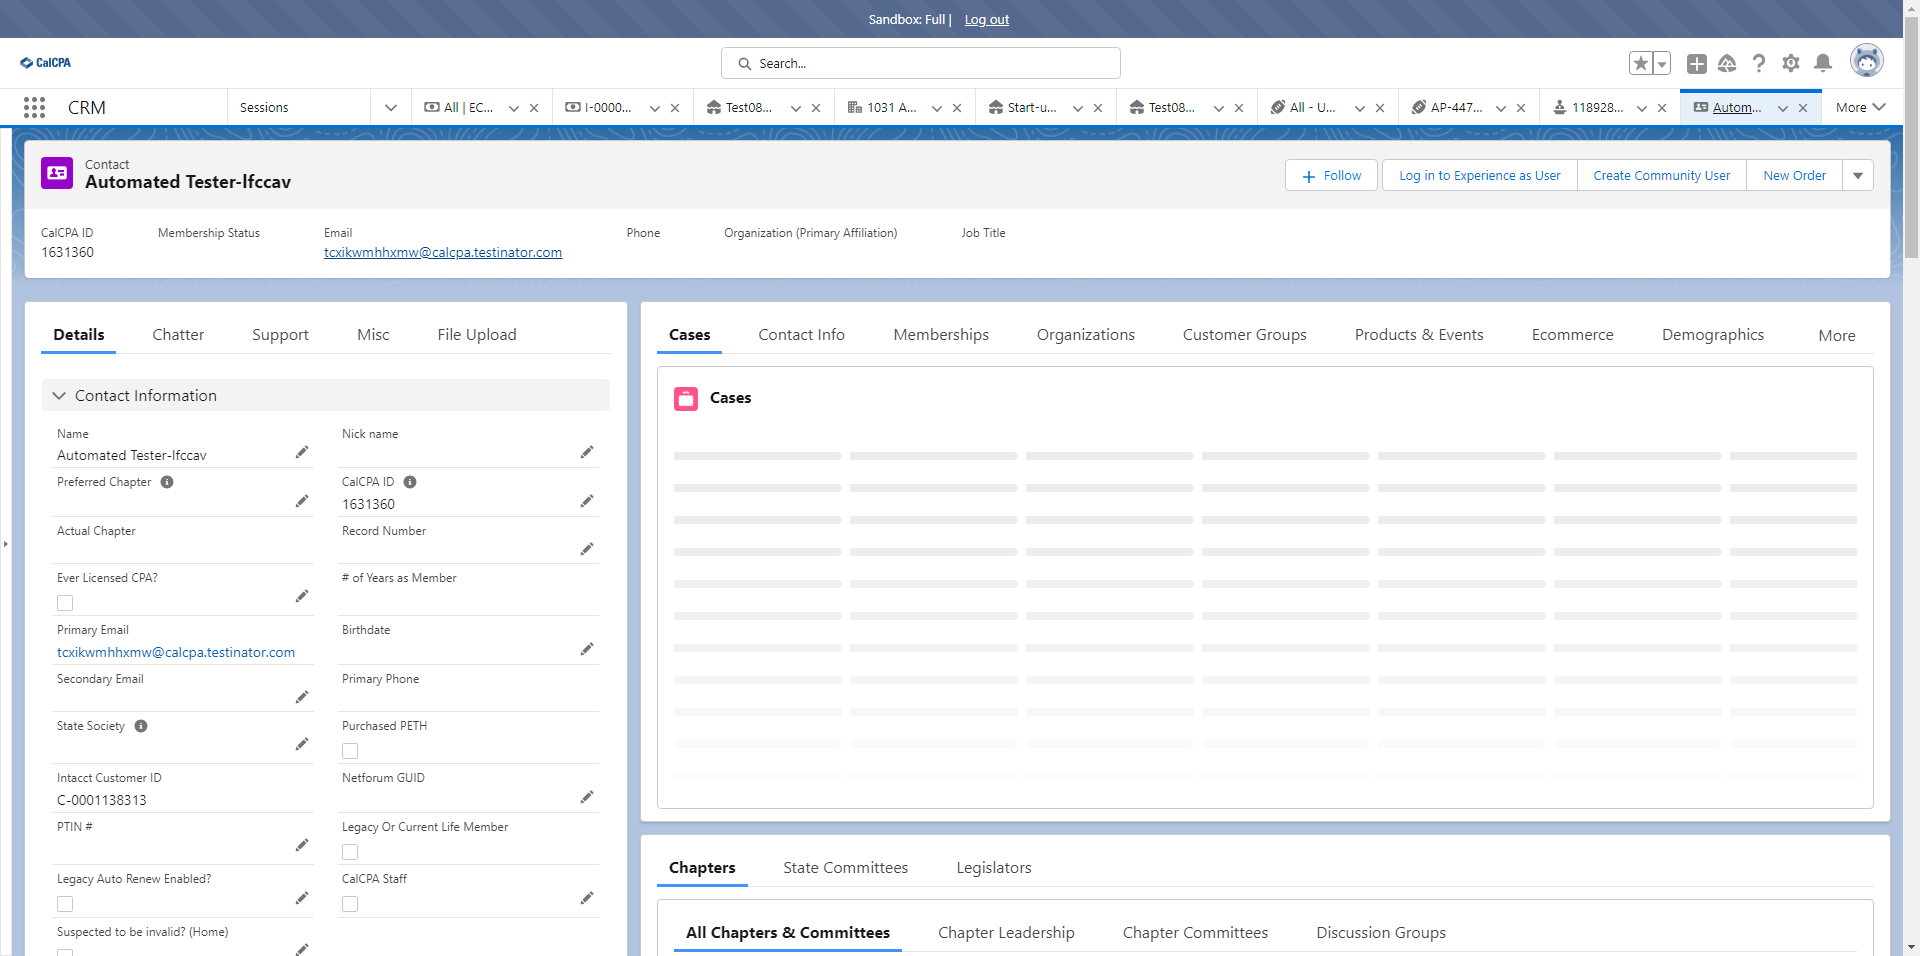 Sandbox: Full | Log out
CalCPA
Search...
CRM
Sessions
All | EC...
I-0000...
Test08...
1031 A...
Start-u...
Test08...
All - U...
AP-447...
118928...
Autom...
More
Contact
Automated Tester-lfccav
Follow
Log in to Experience as User
Create Community User
New Order
CalCPA ID
Membership Status
Email
Phone
Organization (Primary Affiliation)
Job Title
1631360
tcxikwmhhxmw@calcpa.testinator.com
Details
Chatter
Support
Misc
File Upload
Contact Information
Name
Automated Tester-lfccav
Nick name
Preferred Chapter
CalCPA ID
1631360
Actual Chapter
Record Number
Ever Licensed CPA?
# of Years as Member
Primary Email
tcxikwmhhxmw@calcpa.testinator.com
Birthdate
Secondary Email
Primary Phone
State Society
Purchased PETH
Intacct Customer ID
C-0001138313
Netforum GUID
PTIN #
Legacy Or Current Life Member
Legacy Auto Renew Enabled?
CalCPA Staff
Suspected to be invalid? (Home)
Cases
Contact Info
Memberships
Organizations
Customer Groups
Products & Events
Ecommerce
Demographics
More
Cases
Chapters
State Committees
Legislators
All Chapters & Committees
Chapter Leadership
Chapter Committees
Discussion Groups